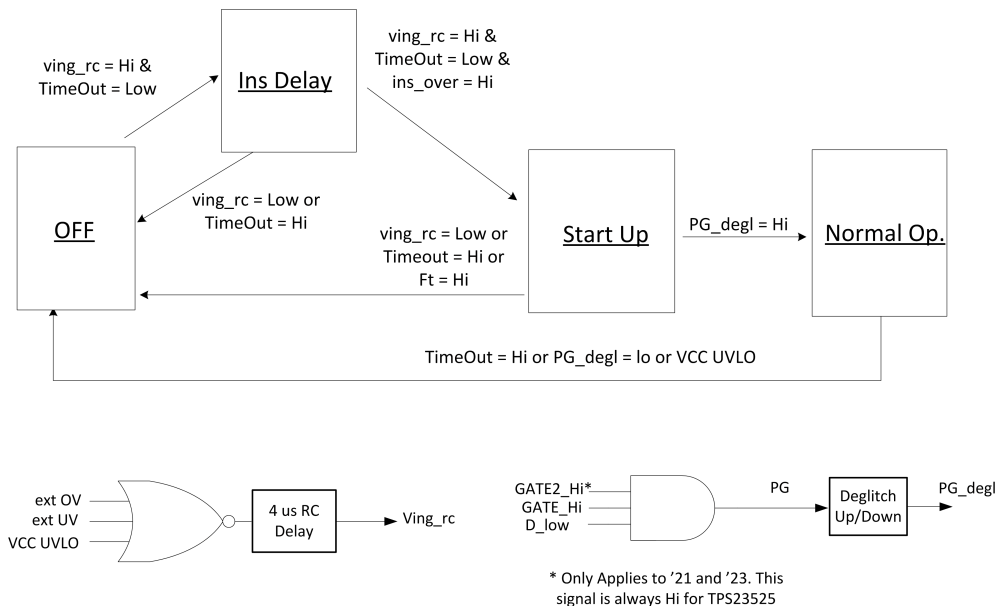 ving_rc = Hi &
TimeOut = Low
Ins Delay
ving_rc = Hi &
TimeOut = Low &
ins_over = Hi
OFF
ving_rc = Low or
TimeOut = Hi
ving_rc = Low or
Timeout = Hi or
Ft = Hi
Start Up
PG_degl = Hi
Normal Op.
TimeOut = Hi or PG_degl = lo or VCC UVLO
ext OV
ext UV
VCC UVLO
4 us RC
Delay
Ving_rc
GATE2_Hi*
GATE_Hi
D_low
PG
Deglitch
Up/Down
PG_degl
* Only Applies to ’21 and ’23. This
signal is always Hi for TPS23525